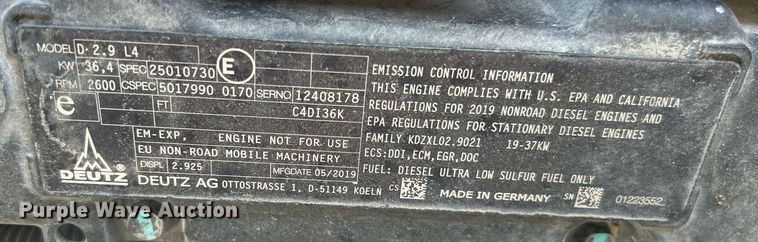 MODEL D 2.9 L4
KW 36,4 SPEC 25010730 E
RPM 2600 CSPEC 5017990 0170 SERNO 12408178
e FT C4DI36K
EM-EXP, ENGINE NOT FOR USE
EU NON-ROAD MOBILE MACHINERY
DISPL 2.925 MFGDATE 05/2019
DEUTZ DEUTZ AG OTTOSTRASSE 1, D-51149 KOELN CS
EMISSION CONTROL INFORMATION
THIS ENGINE COMPLIES WITH U.S. EPA AND CALIFORNIA
REGULATIONS FOR 2019 NONROAD DIESEL ENGINES AND
EPA REGULATIONS FOR STATIONARY DIESEL ENGINES
FAMILY KDZXL02.9021 19-37KW
ECS:DDI,ECM,EGR,DOC
FUEL: DIESEL ULTRA LOW SULFUR FUEL ONLY
MADE IN GERMANY SN 01223552
Purple Wave Auction